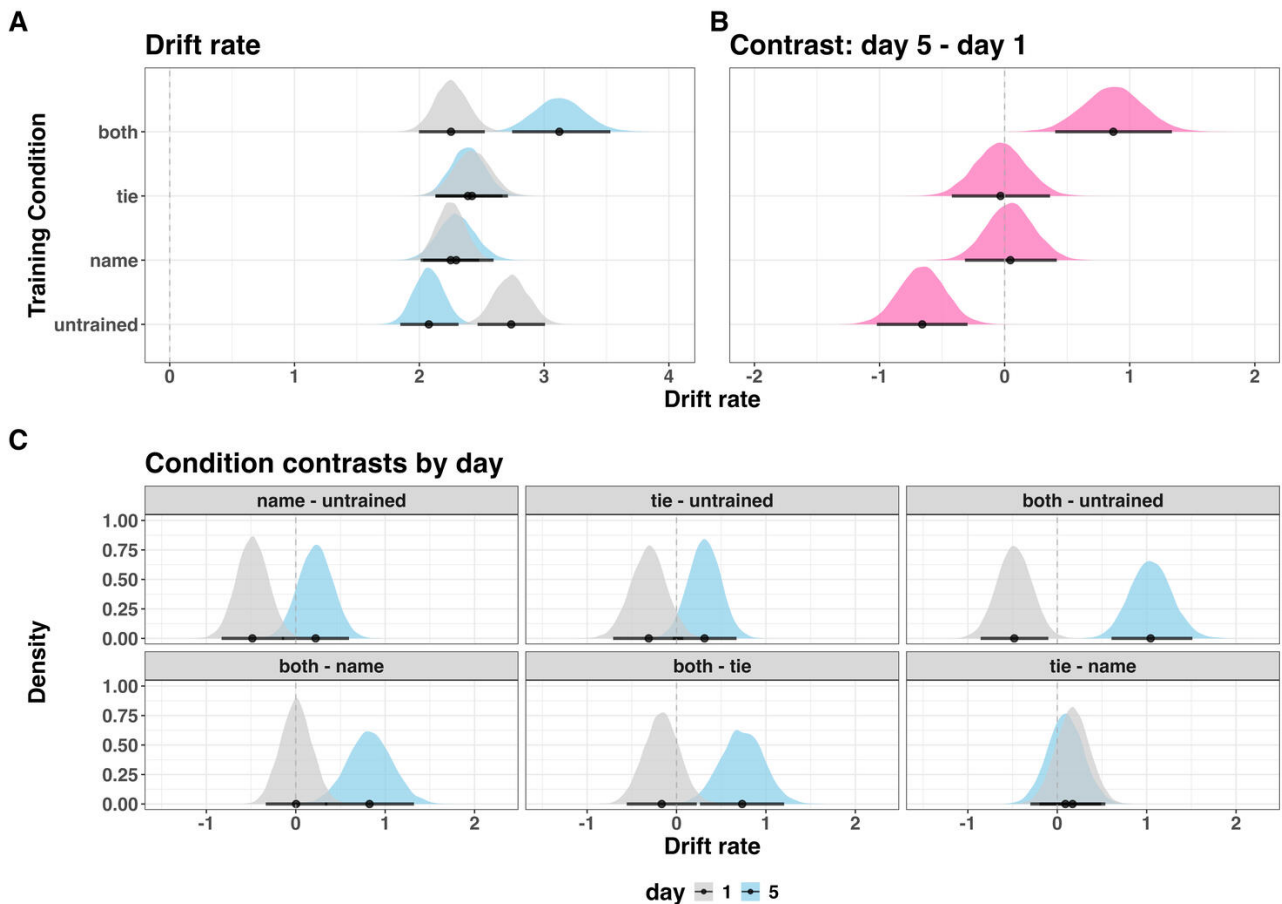 A
Drift rate
Training Condition
both
tie
name
untrained
0 1 2 3 4
Drift rate
B
Contrast: day 5 - day 1
-2 -1 0 1 2
C
Condition contrasts by day
Density
name - untrained
tie - untrained
both - untrained
1.00
0.75
0.50
0.25
0.00
both - name
both - tie
tie - name
1.00
0.75
0.50
0.25
0.00
-1 0 1 2
-1 0 1 2
-1 0 1 2
Drift rate
day 1 5